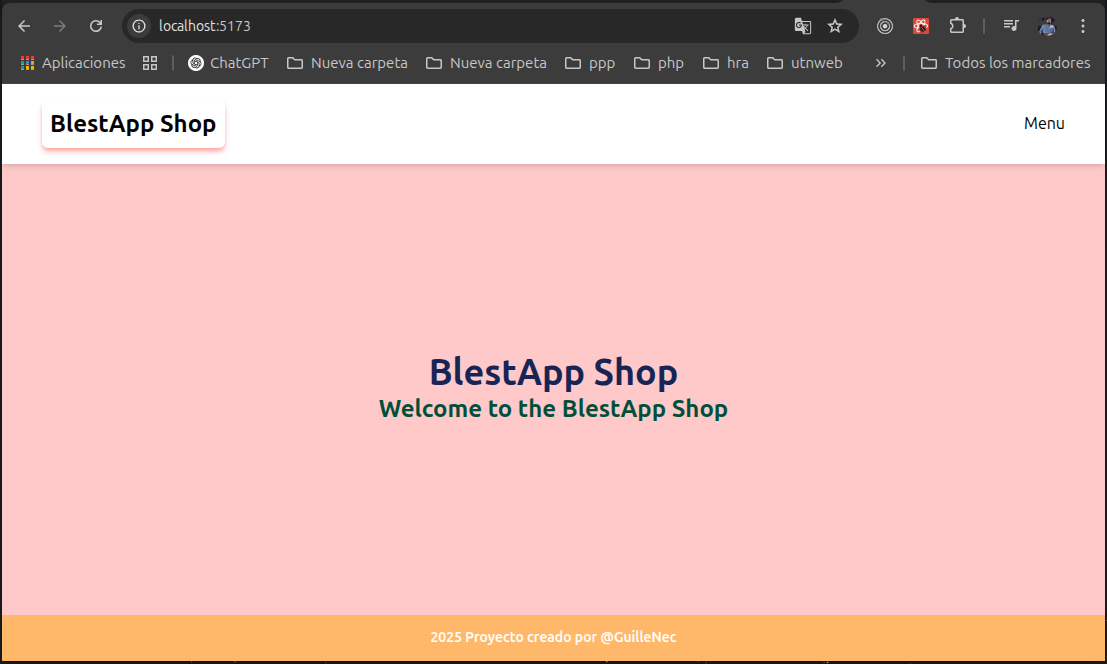 localhost:5173
Aplicaciones ChatGPT Nueva carpeta Nueva carpeta ppp php hra utnweb » Todos los marcadores
BlestApp Shop Menu
BlestApp Shop
Welcome to the BlestApp Shop
2025 Proyecto creado por @GuilleNec